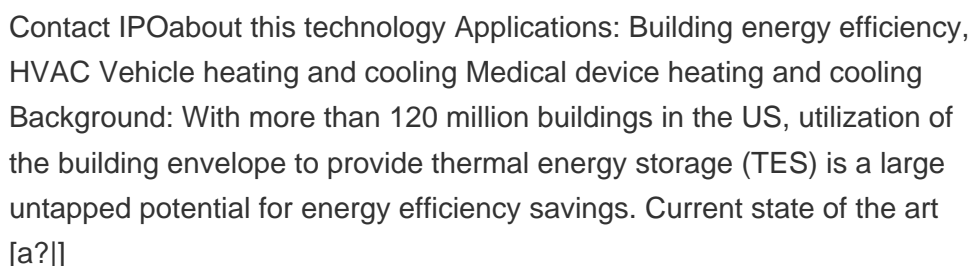 Contact IPOabout this technology Applications: Building energy efficiency,
HVAC Vehicle heating and cooling Medical device heating and cooling
Background: With more than 120 million buildings in the US, utilization of
the building envelope to provide thermal energy storage (TES) is a large
untapped potential for energy efficiency savings. Current state of the art
[a?|]